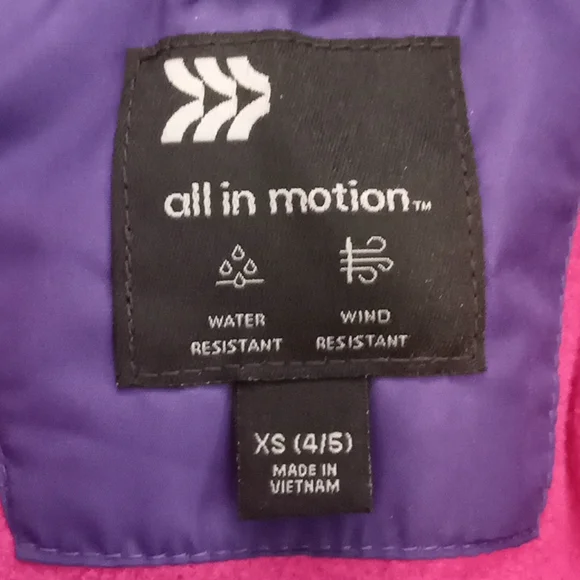 all in motion™
WATER RESISTANT
WIND RESISTANT
XS (4/5)
MADE IN
VIETNAM